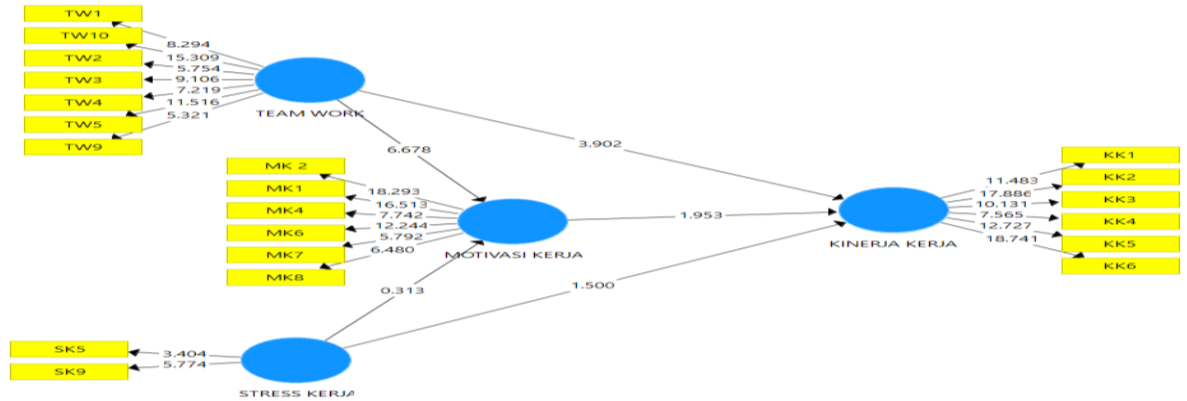 TW1
TW10
TW2
TW3
TW4
TW5
TW9
8.294
15.309
5.754
9.106
7.219
11.516
5.321
TEAM WORK
6.678
3.902
MK 2
MK1
MK4
MK6
MK7
MK8
18.293
16.513
7.742
12.244
5.792
6.480
MOTIVASI KERJA
1.953
0.313
1.500
KINERJA KERJA
11.483
17.886
10.131
7.565
12.727
18.741
KK1
KK2
KK3
KK4
KK5
KK6
SK5
SK9
3.404
5.774
STRESS KERJA